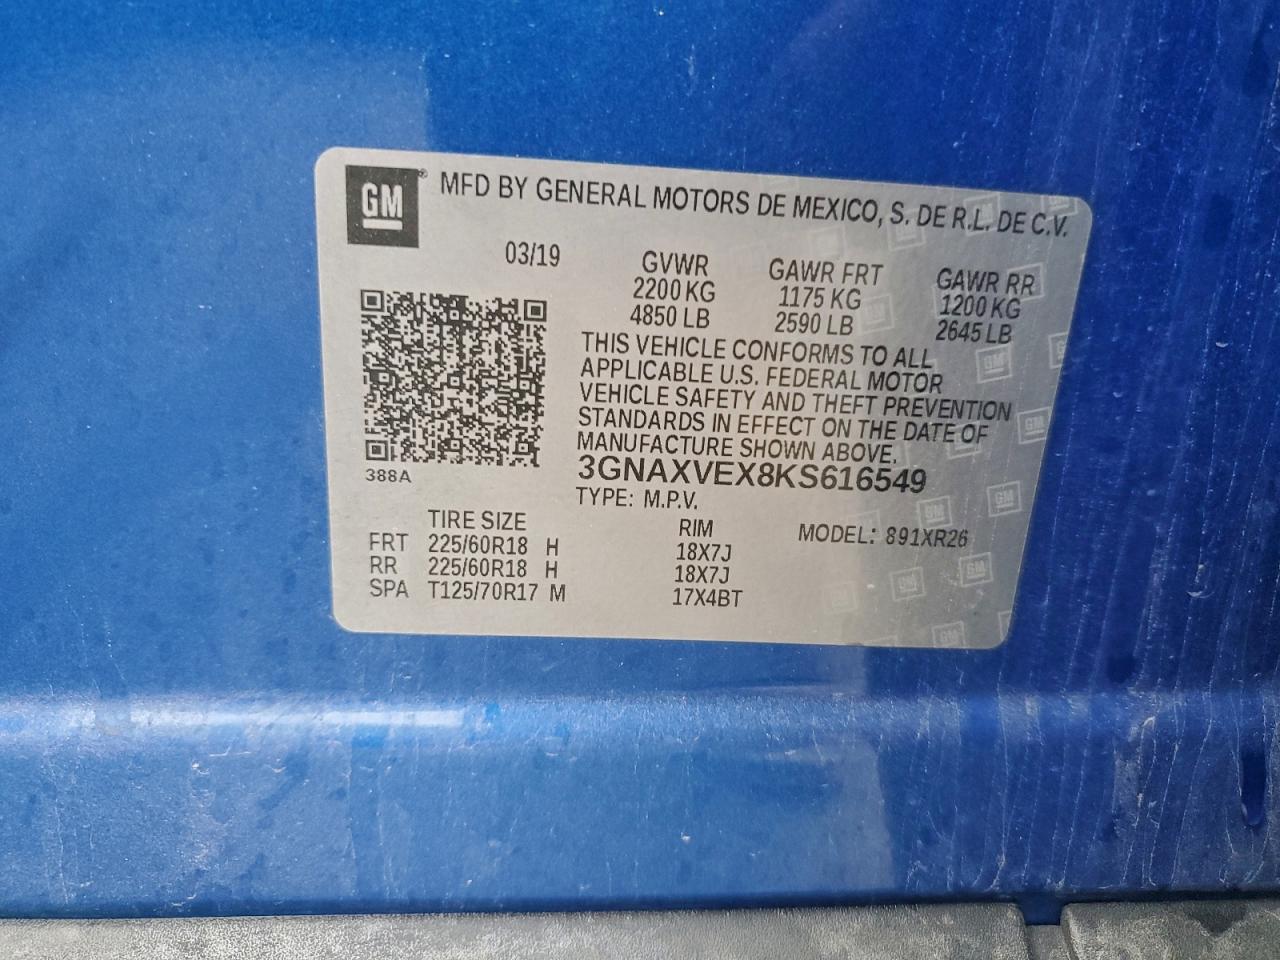 GM® MFD BY GENERAL MOTORS DE MEXICO, S. DE R.L. DE C.V.
03/19 GVWR GAWR FRT GAWR RR
2200 KG 1175 KG 1200 KG
4850 LB 2590 LB 2645 LB
THIS VEHICLE CONFORMS TO ALL
APPLICABLE U.S. FEDERAL MOTOR
VEHICLE SAFETY AND THEFT PREVENTION
STANDARDS IN EFFECT ON THE DATE OF
MANUFACTURE SHOWN ABOVE.
388A 3GNAXVEX8KS616549
TYPE: M.P.V.
TIRE SIZE RIM MODEL: 891XR26
FRT 225/60R18 H 18X7J
RR 225/60R18 H 18X7J
SPA T125/70R17 M 17X4BT